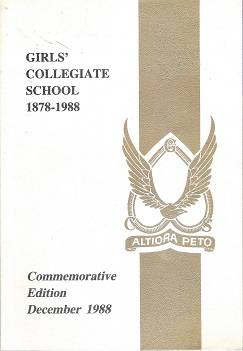 GIRLS'
COLLEGIATE
SCHOOL
1878-1988
G
C S
ALTIORA PETO
Commemorative
Edition
December 1988